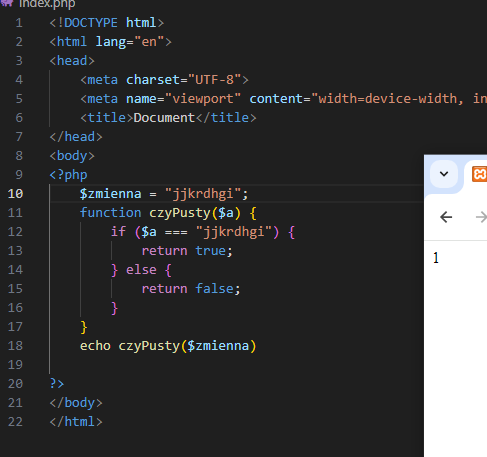 index.php
1 <!DOCTYPE html>
2 <html lang="en">
3 <head>
4 <meta charset="UTF-8">
5 <meta name="viewport" content="width=device-width, in
6 <title>Document</title>
7 </head>
8 <body>
9 <?php
10 $zmienna = "jjkrdhgi";
11 function czyPusty($a) {
12 if ($a === "jjkrdhgi") {
13 return true;
14 } else {
15 return false;
16 }
17 }
18 echo czyPusty($zmienna)
19
20 ?>
21 </body>
22 </html>
1